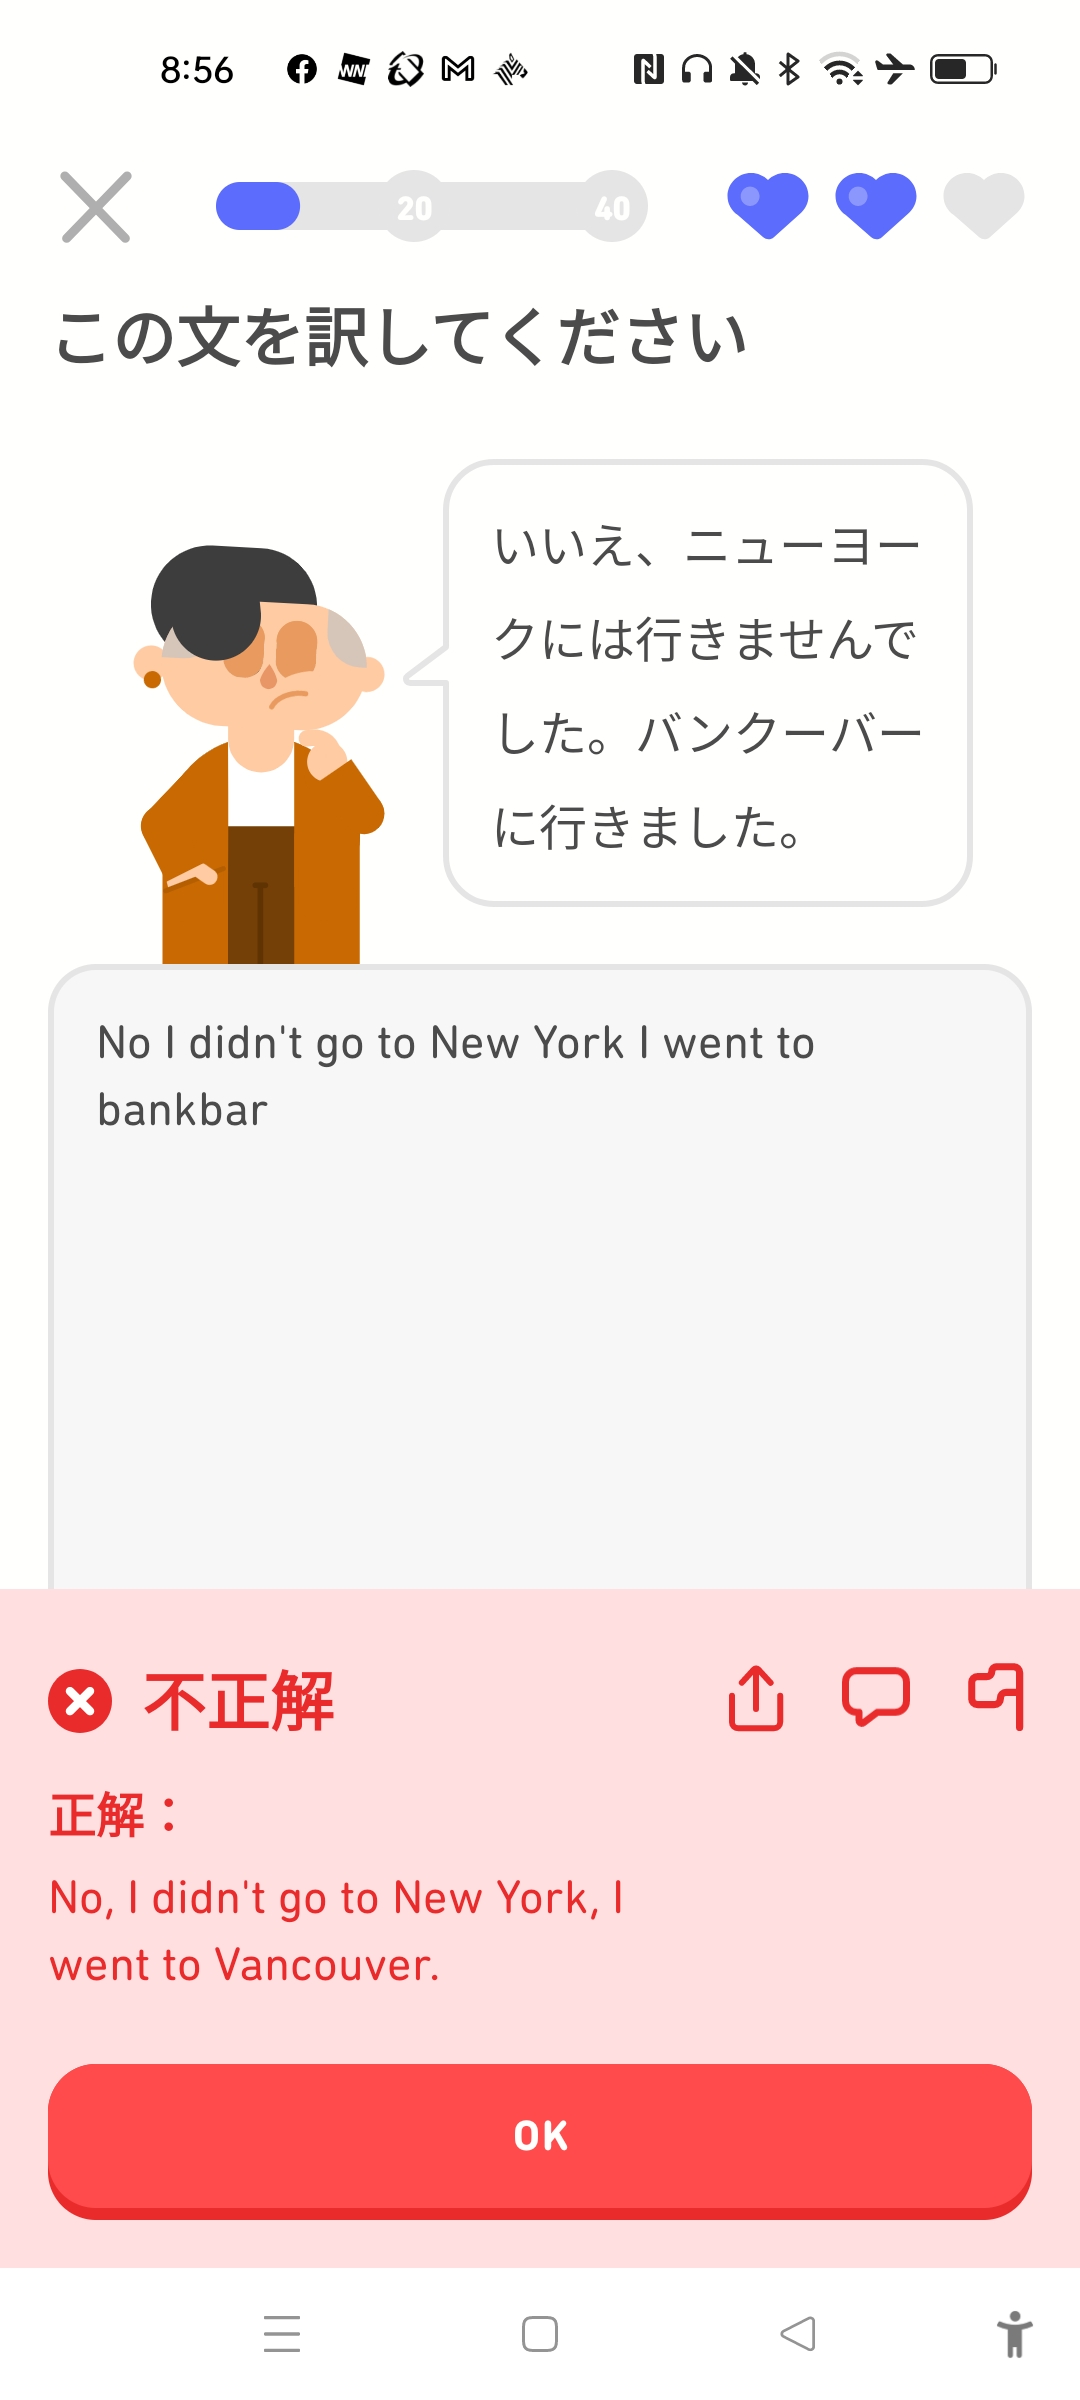 8:56
20
40
この文を訳してください
いいえ、ニューヨー
クには行きませんで
した。バンクーバー
に行きました。
No I didn't go to New York I went to
bankbar
不正解
正解：
No, I didn't go to New York, I
went to Vancouver.
OK